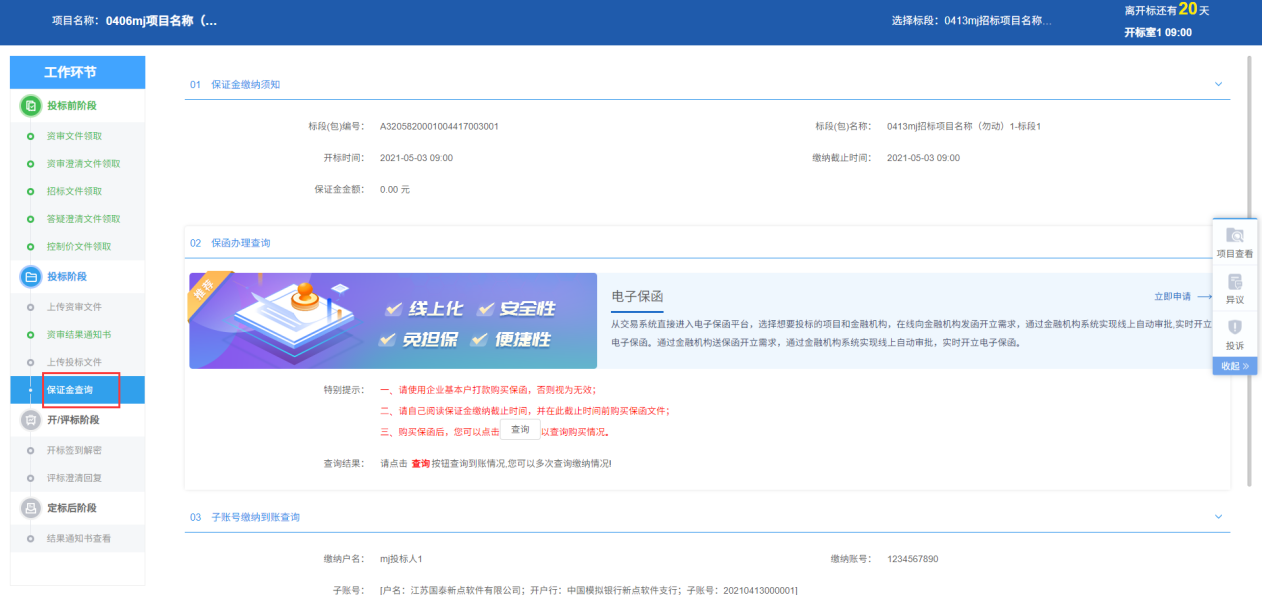 项目名称：0406mj项目名称（...
选择标段：0413mj招标项目名称...
离开标还有20天
开标室1 09:00
工作环节
投标前阶段
资审文件领取
资审澄清文件领取
招标文件领取
答疑澄清文件领取
控制价文件领取
投标阶段
上传资审文件
资审结果通知书
上传投标文件
保证金查询
开/评标阶段
开标签到解密
评标澄清回复
定标后阶段
结果通知书查看
01 保证金缴纳须知
标段(包)编号： A3205820001004417003001
标段(包)名称： 0413mj招标项目名称（勿动）1-标段1
开标时间： 2021-05-03 09:00
缴纳截止时间： 2021-05-03 09:00
保证金金额： 0.00 元
02 保函办理查询
推荐
线上化 安全性
免担保 便捷性
电子保函
立即申请
从交易系统直接进入电子保函平台，选择想要投标的项目和金融机构，在线向金融机构发函开立需求，通过金融机构系统实现线上自动审批,实时开立
电子保函。通过金融机构送保函开立需求，通过金融机构系统实现线上自动审批，实时开立电子保函。
特别提示： 一、请使用企业基本户打款购买保函，否则视为无效；
二、请自己阅读保证金缴纳截止时间，并在此截止时间前购买保函文件；
三、购买保函后，您可以点击 查询 以查询购买情况。
查询结果： 请点击 查询 按钮查询到账情况,您可以多次查询缴纳情况!
03 子账号缴纳到账查询
缴纳户名： mj投标人1
缴纳账号： 1234567890
子账号： [户名：江苏国泰新点软件有限公司；开户行：中国模拟银行新点软件支行；子账号：20210413000001]
项目查看
异议
投诉
收起 »